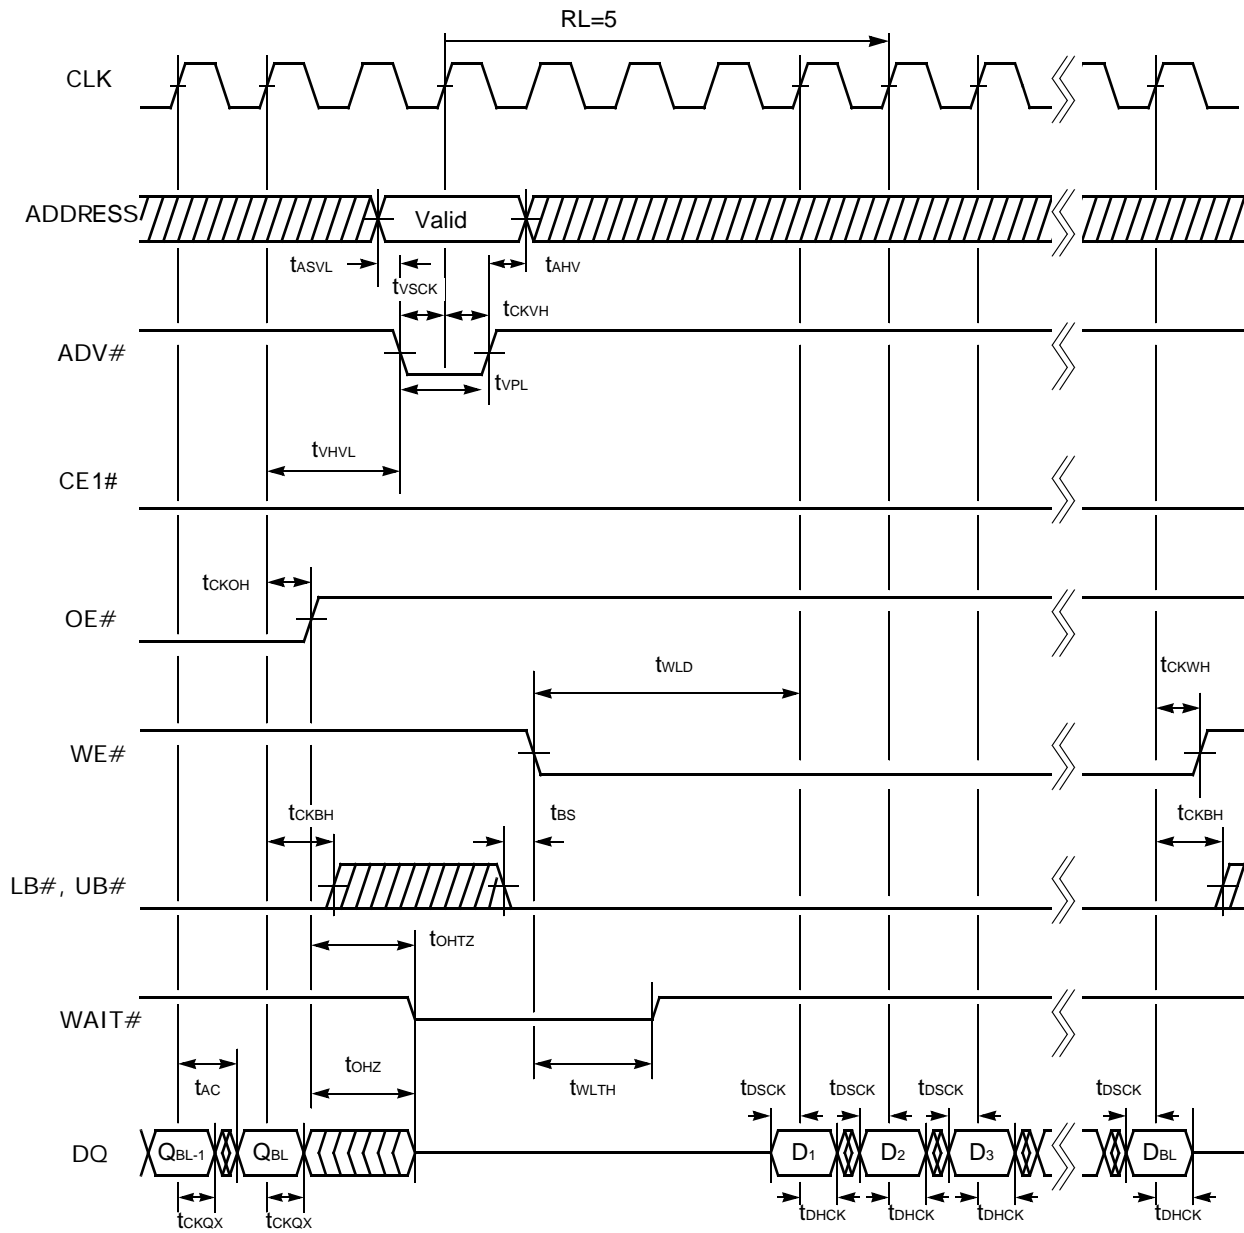 RL=5
CLK
ADDRESS
Valid
tASVL
tAHV
tVSCK
tCKVH
ADV#
tVPL
tVHVL
CE1#
tCKOH
OE#
tWLD
tCKWH
WE#
tCKBH
tBS
tCKBH
LB#, UB#
tOHTZ
WAIT#
tAC
tOHZ
tWLTH
tDSCK
tDSCK
tDSCK
tDSCK
DQ
QBL-1
QBL
D1
D2
D3
DBL
tCKQX
tCKQX
tDHCK
tDHCK
tDHCK
tDHCK